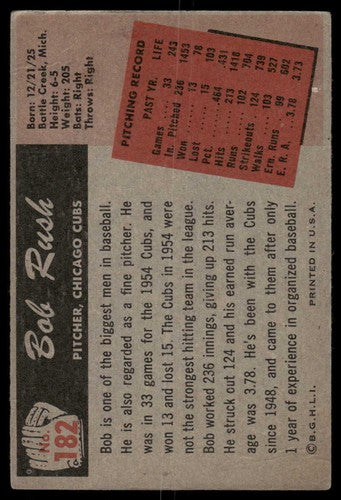 No.
182
Bob Rush
PITCHER, CHICAGO CUBS
Born: 12/21/25
Battle Creek, Mich.
Height: 6-5
Weight: 205
Bats: Right
Throws: Right
PITCHING RECORD
PAST YR. LIFE
Games 33 243
In. Pitched 236 1453
Won 13 78
Lost 15 103
Pct. .464 431
Hits 213 1418
Runs 704
Strikeouts 124 739
Walks 103 527
Ern. Runs 99 602
E. R. A. 3.78 3.73
Bob is one of the biggest men in baseball. He
is also regarded as a fine pitcher. He
was in 33 games for the 1954 Cubs, and
won 13 and lost 15. The Cubs in 1954 were
not the strongest hitting team in the league.
Bob worked 236 innings, giving up 213 hits.
He struck out 124 and his earned run aver-
age was 3.78. He's been with the Cubs
since 1948, and came to them after only
1 year of experience in organized baseball.
©B.G.H.L.I. PRINTED IN U.S.A.